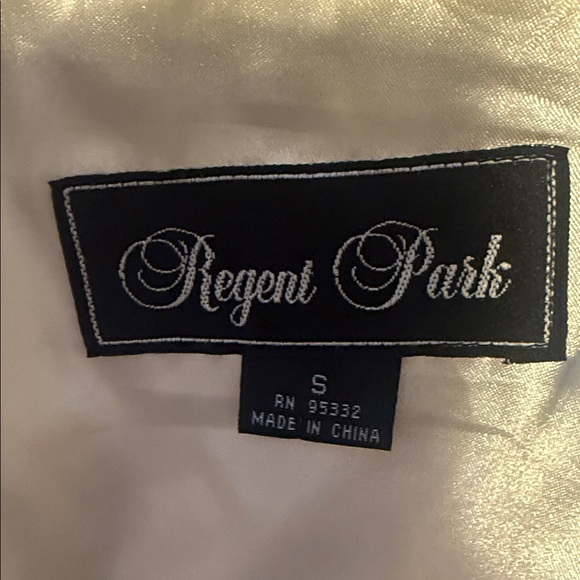 Regent Park
S
RN 95332
MADE IN CHINA